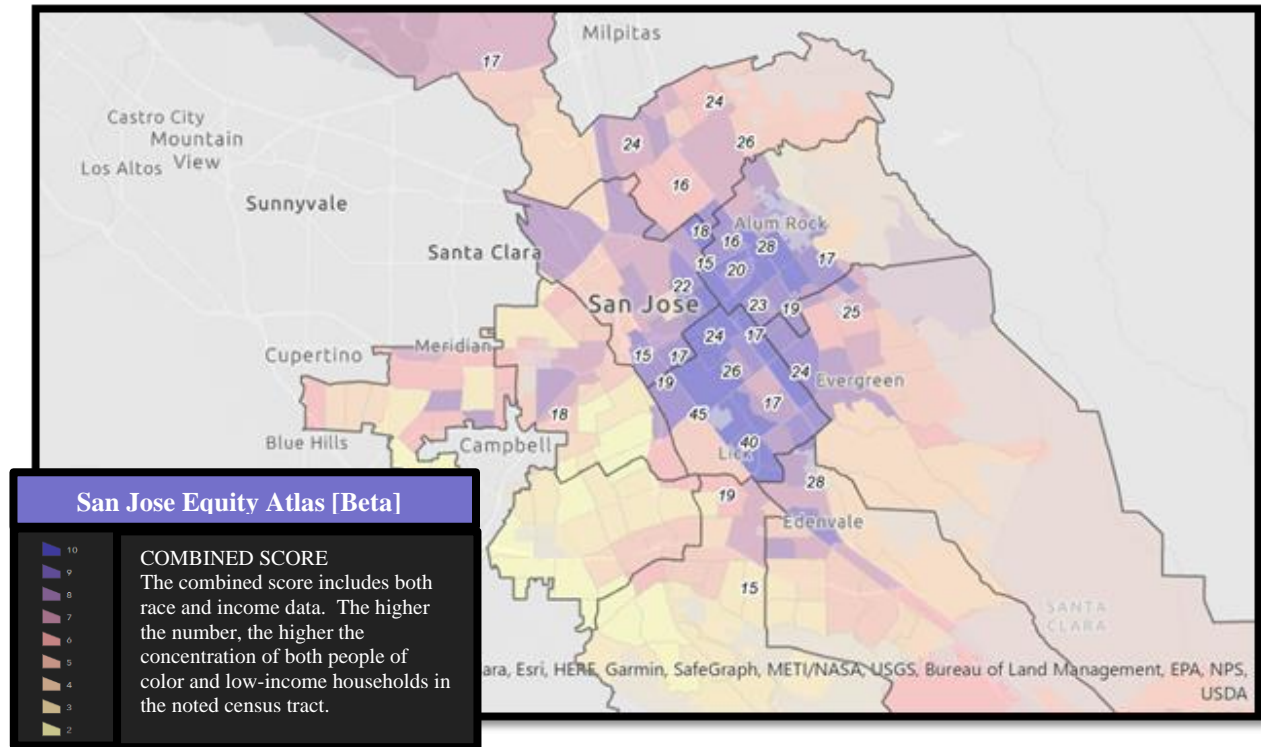 Milpitas
17
24
Castro City
Mountain
View
Los Altos
24
26
16
Sunnyvale
Alum Rock
18
16
28
Santa Clara
15
20
17
22
San Jose
23
19
25
24
17
Cupertino
Meridian
15
17
26
24
Evergreen
19
17
18
45
Blue Hills
Campbell
40
Lick
28
19
Edenvale
15
SANTA
CLARA
San Jose Equity Atlas [Beta]
10
9
8
7
6
5
4
3
2
COMBINED SCORE
The combined score includes both
race and income data. The higher
the number, the higher the
concentration of both people of
color and low-income households in
the noted census tract.
ara, Esri, HERE, Garmin, SafeGraph, METI/NASA, USGS, Bureau of Land Management, EPA, NPS,
USDA